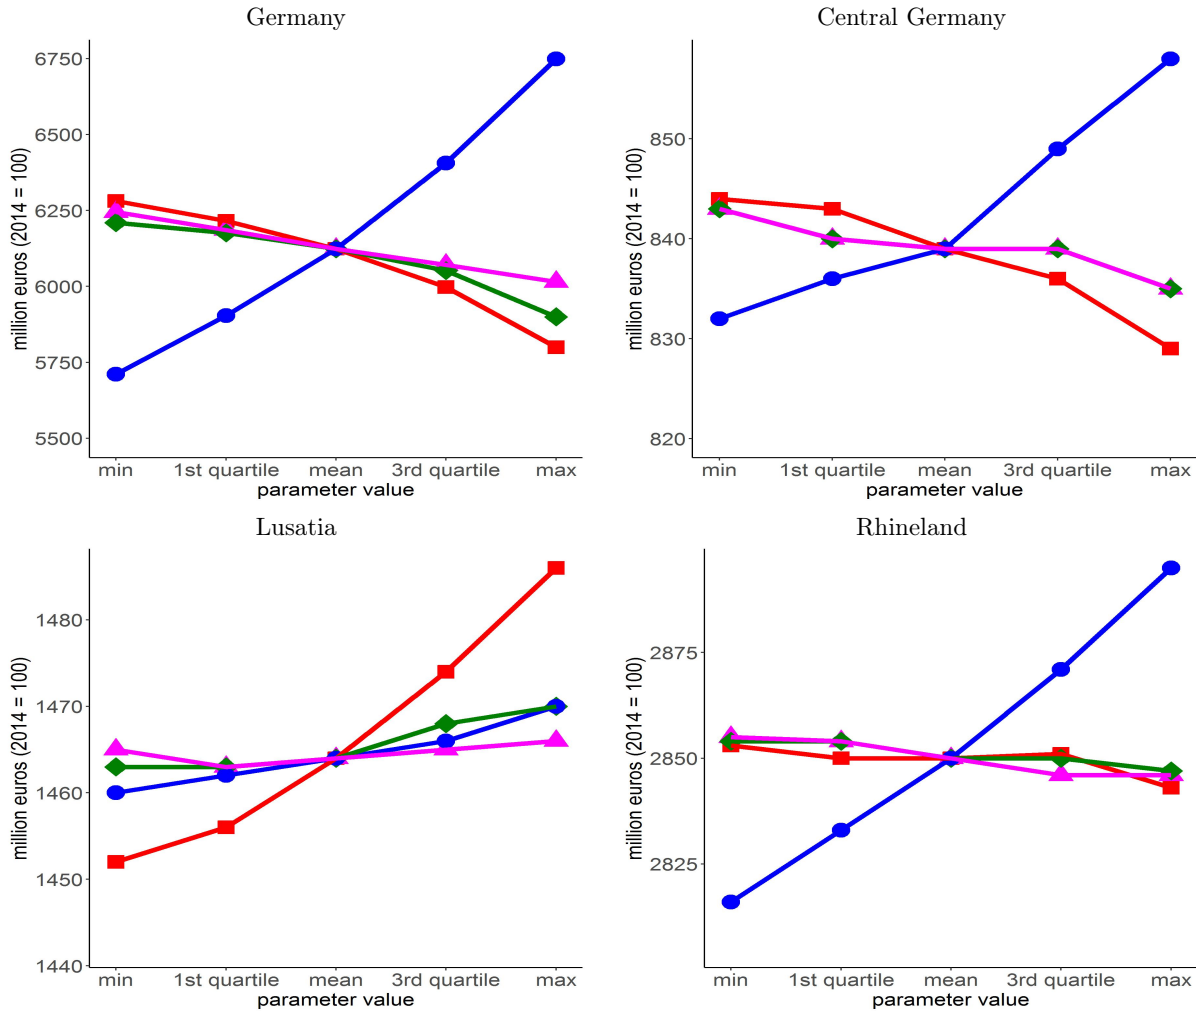 Germany
million euros (2014 = 100)
6750
6500
6250
6000
5750
5500
min 1st quartile mean 3rd quartile max
parameter value
Central Germany
million euros (2014 = 100)
850
840
830
820
min 1st quartile mean 3rd quartile max
parameter value
Lusatia
million euros (2014 = 100)
1480
1470
1460
1450
1440
min 1st quartile mean 3rd quartile max
parameter value
Rhineland
million euros (2014 = 100)
2875
2850
2825
min 1st quartile mean 3rd quartile max
parameter value